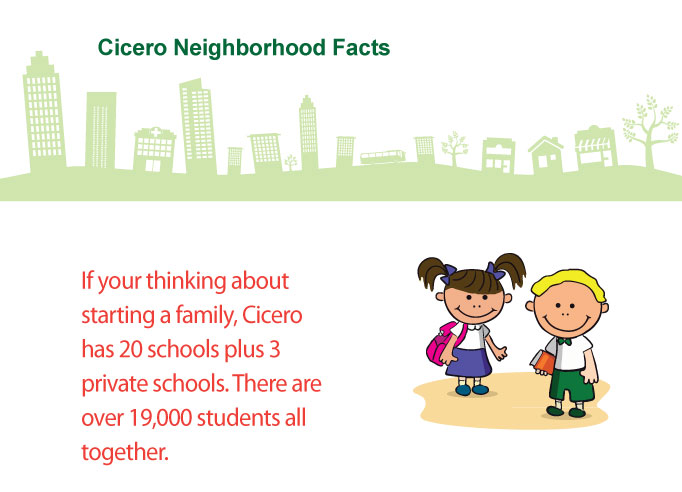 Cicero Neighborhood Facts
If your thinking about
starting a family, Cicero
has 20 schools plus 3
private schools. There are
over 19,000 students all
together.